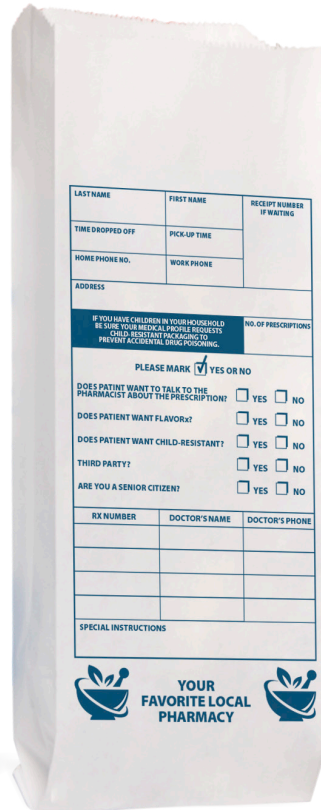 LAST NAME
FIRST NAME
RECEIPT NUMBER
IF WAITING
TIME DROPPED OFF
PICK-UP TIME
HOME PHONE NO.
WORK PHONE
ADDRESS
IF YOU HAVE CHILDREN IN YOUR HOUSEHOLD
BE SURE YOUR MEDICAL PROFILE REQUESTS
CHILD-RESISTANT PACKAGING TO
PREVENT ACCIDENTAL DRUG POISONING.
NO. OF PRESCRIPTIONS
PLEASE MARK YES OR NO
DOES PATINT WANT TO TALK TO THE
PHARMACIST ABOUT THE PRESCRIPTION? YES NO
DOES PATIENT WANT FLAVORx? YES NO
DOES PATIENT WANT CHILD-RESISTANT? YES NO
THIRD PARTY? YES NO
ARE YOU A SENIOR CITIZEN? YES NO
RX NUMBER DOCTOR'S NAME DOCTOR'S PHONE
SPECIAL INSTRUCTIONS
YOUR
FAVORITE LOCAL
PHARMACY